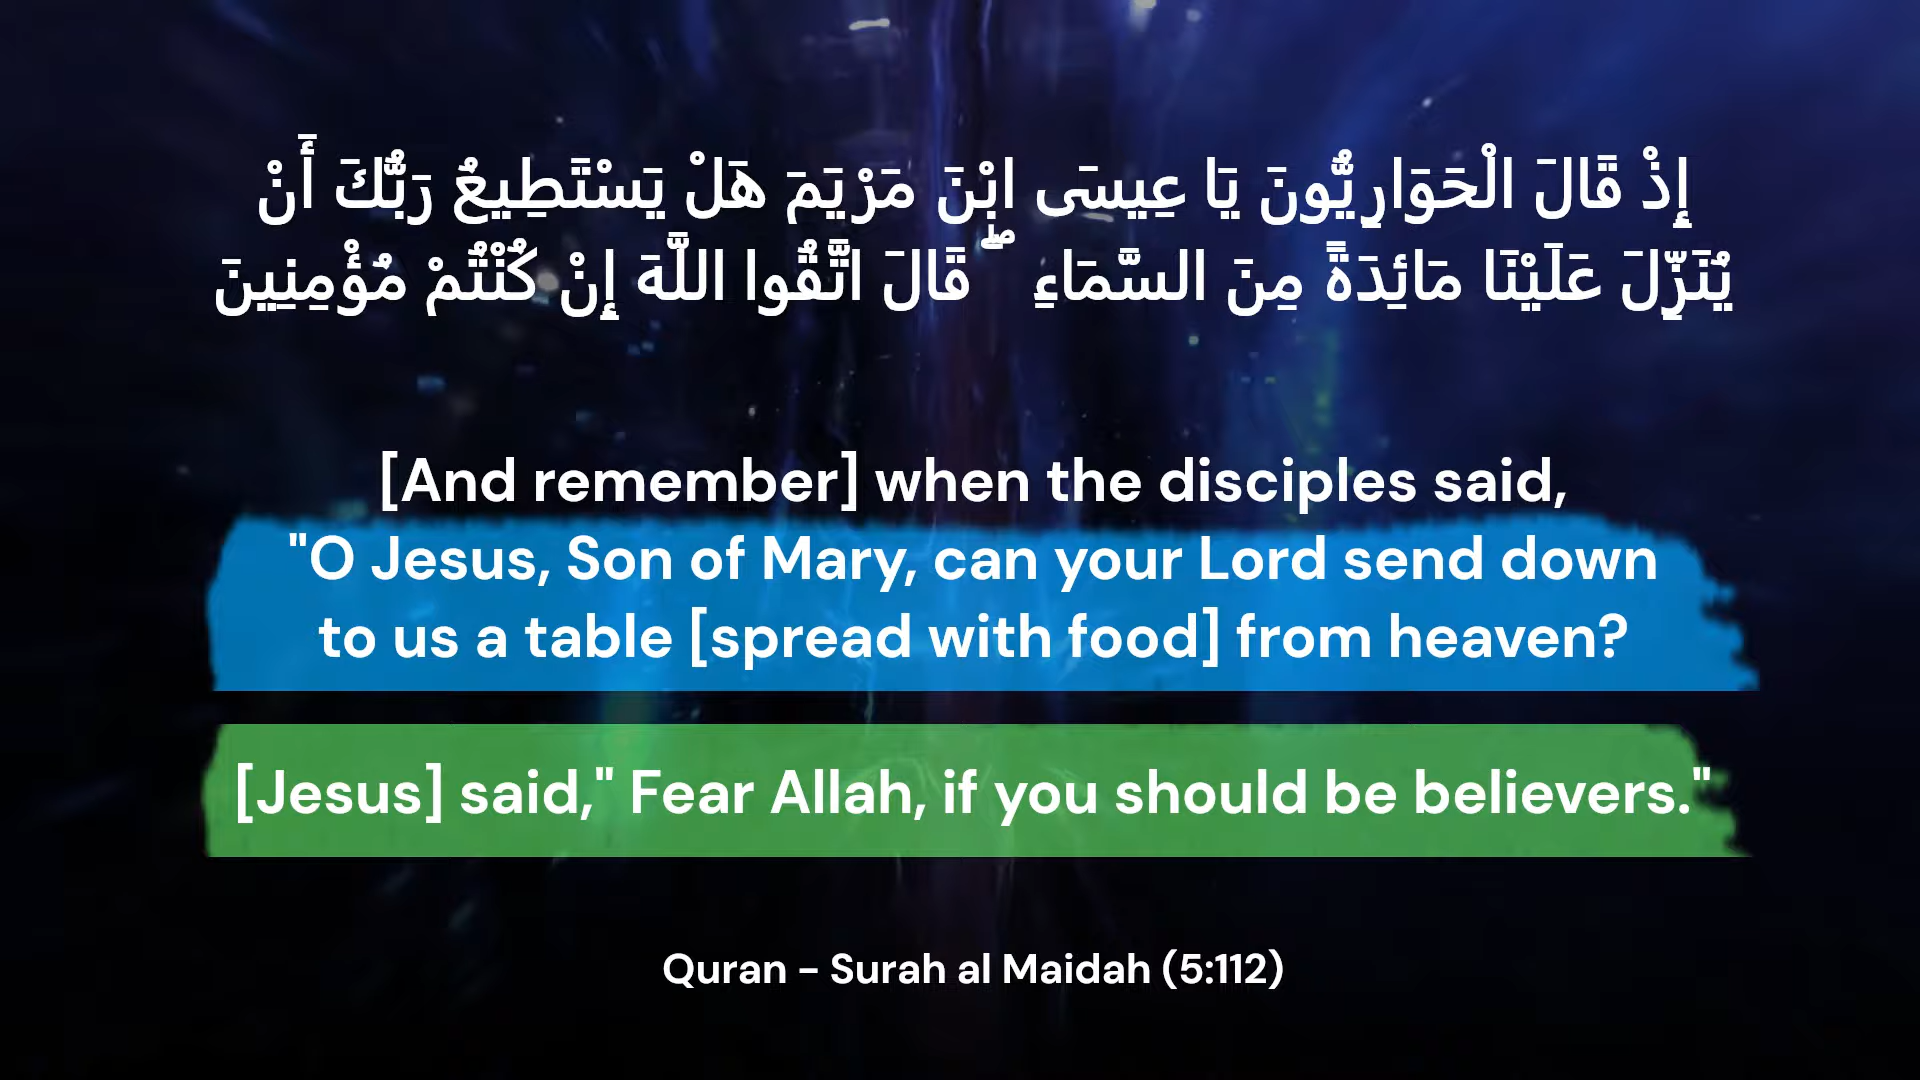 إِذْ قَالَ الْحَوَارِيُّونَ يَا عِيسَى ابْنَ مَرْيَمَ هَلْ يَسْتَطِيعُ رَبُّكَ أَنْ
يُنَزِّلَ عَلَيْنَا مَائِدَةً مِنَ السَّمَاءِ ۖ قَالَ اتَّقُوا اللَّهَ إِنْ كُنْتُمْ مُؤْمِنِينَ
[And remember] when the disciples said,
"O Jesus, Son of Mary, can your Lord send down
to us a table [spread with food] from heaven?
[Jesus] said," Fear Allah, if you should be believers."
Quran – Surah al Maidah (5:112)